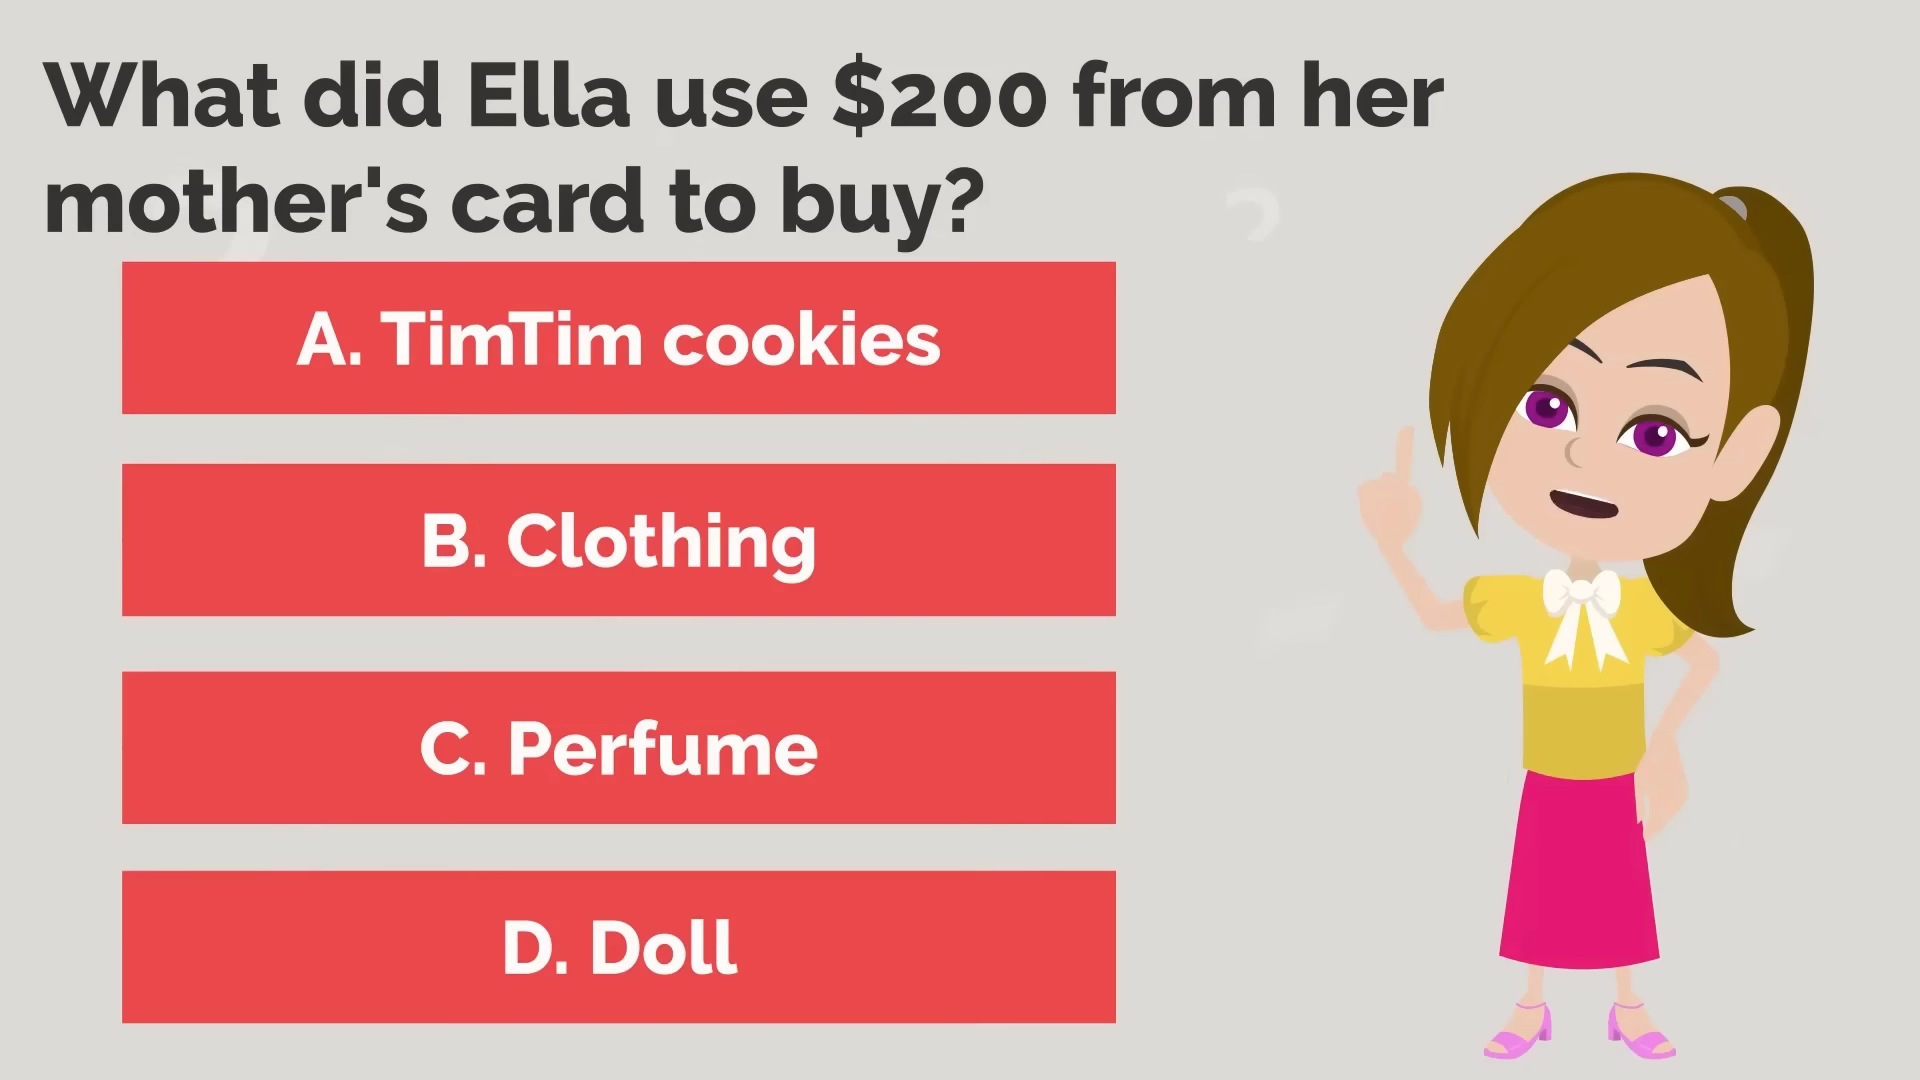 What did Ella use $200 from her
mother's card to buy?
A. TimTim cookies
B. Clothing
C. Perfume
D. Doll